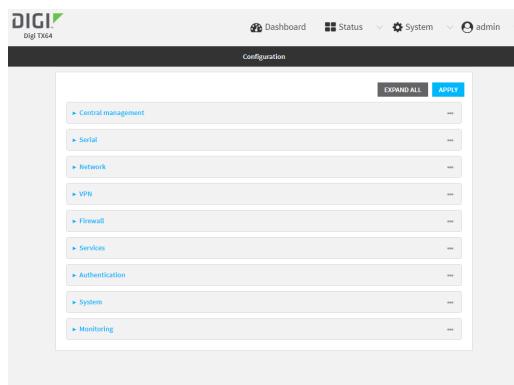 DIGI
Digi TX64
Dashboard Status System admin
Configuration
EXPAND ALL APPLY
Central management
Serial
Network
VPN
Firewall
Services
Authentication
System
Monitoring